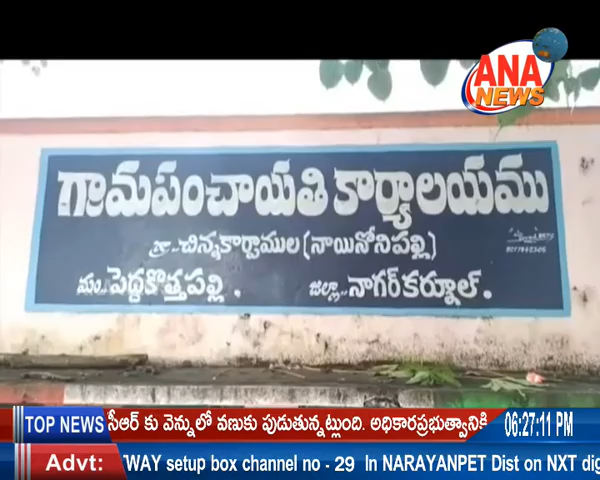 ANA
NEWS
గ్రామపంచాయతి కార్యాలయము
గ్రా.. చిన్నకార్పాముల (నాయినోనిపల్లి)
మం.. పెద్దకొత్తపల్లి. జిల్లా.. నాగర్‌కర్నూల్.
TOP NEWS సీఆర్ కు వెన్నులో వణుకు పుడుతున్నట్లుంది. అధికారప్రభుత్వానికి 06:27:11 PM
Advt: WAY setup box channel no - 29 In NARAYANPET Dist on NXT dig